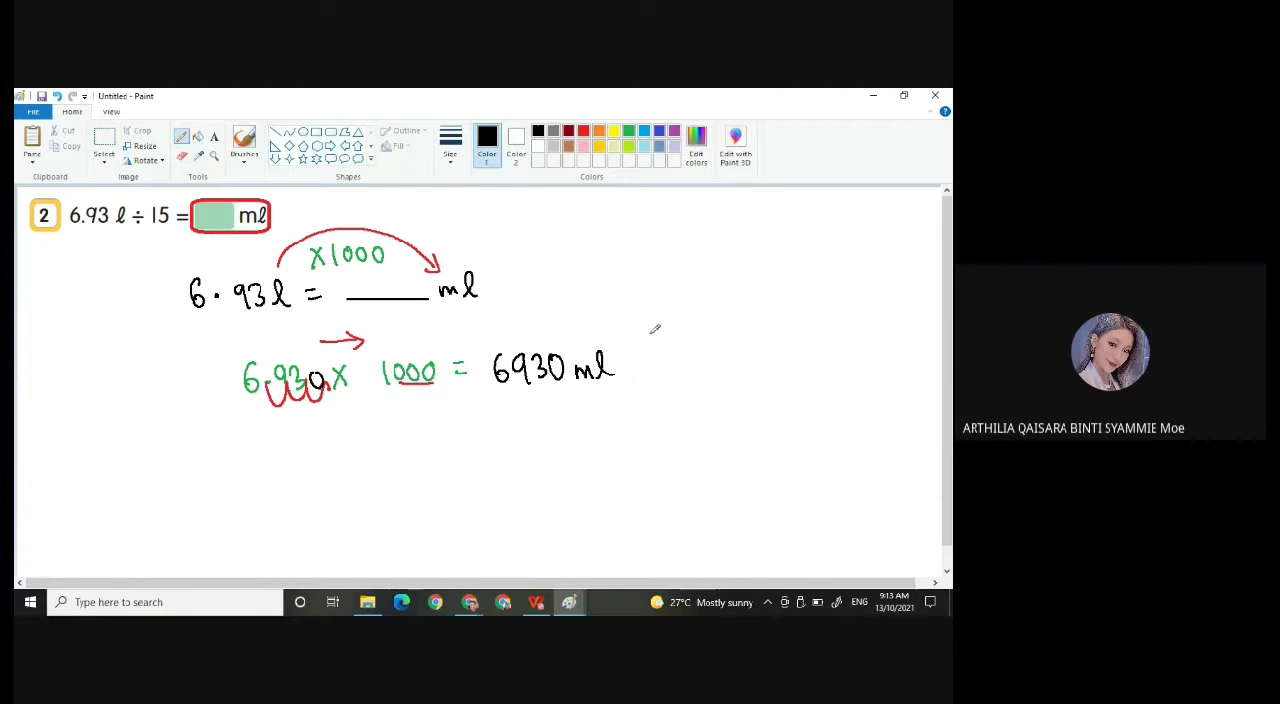 Untitled - Paint
File Home View
Paste
Cut
Copy
Clipboard
Select
Crop
Resize
Rotate
Image
A
Tools
Brushes
Outline
Fill
Shapes
Size
Color 1
Color 2
Edit colors
Edit with Paint 3D
Colors
2 6.93 ℓ ÷ 15 = mℓ
x1000
6.93l = ml
6.930 x 1000 = 6930 ml
ARTHILIA QAISARA BINTI SYAMMIE Moe
Type here to search
27°C Mostly sunny
ENG
9:13 AM
13/10/2021